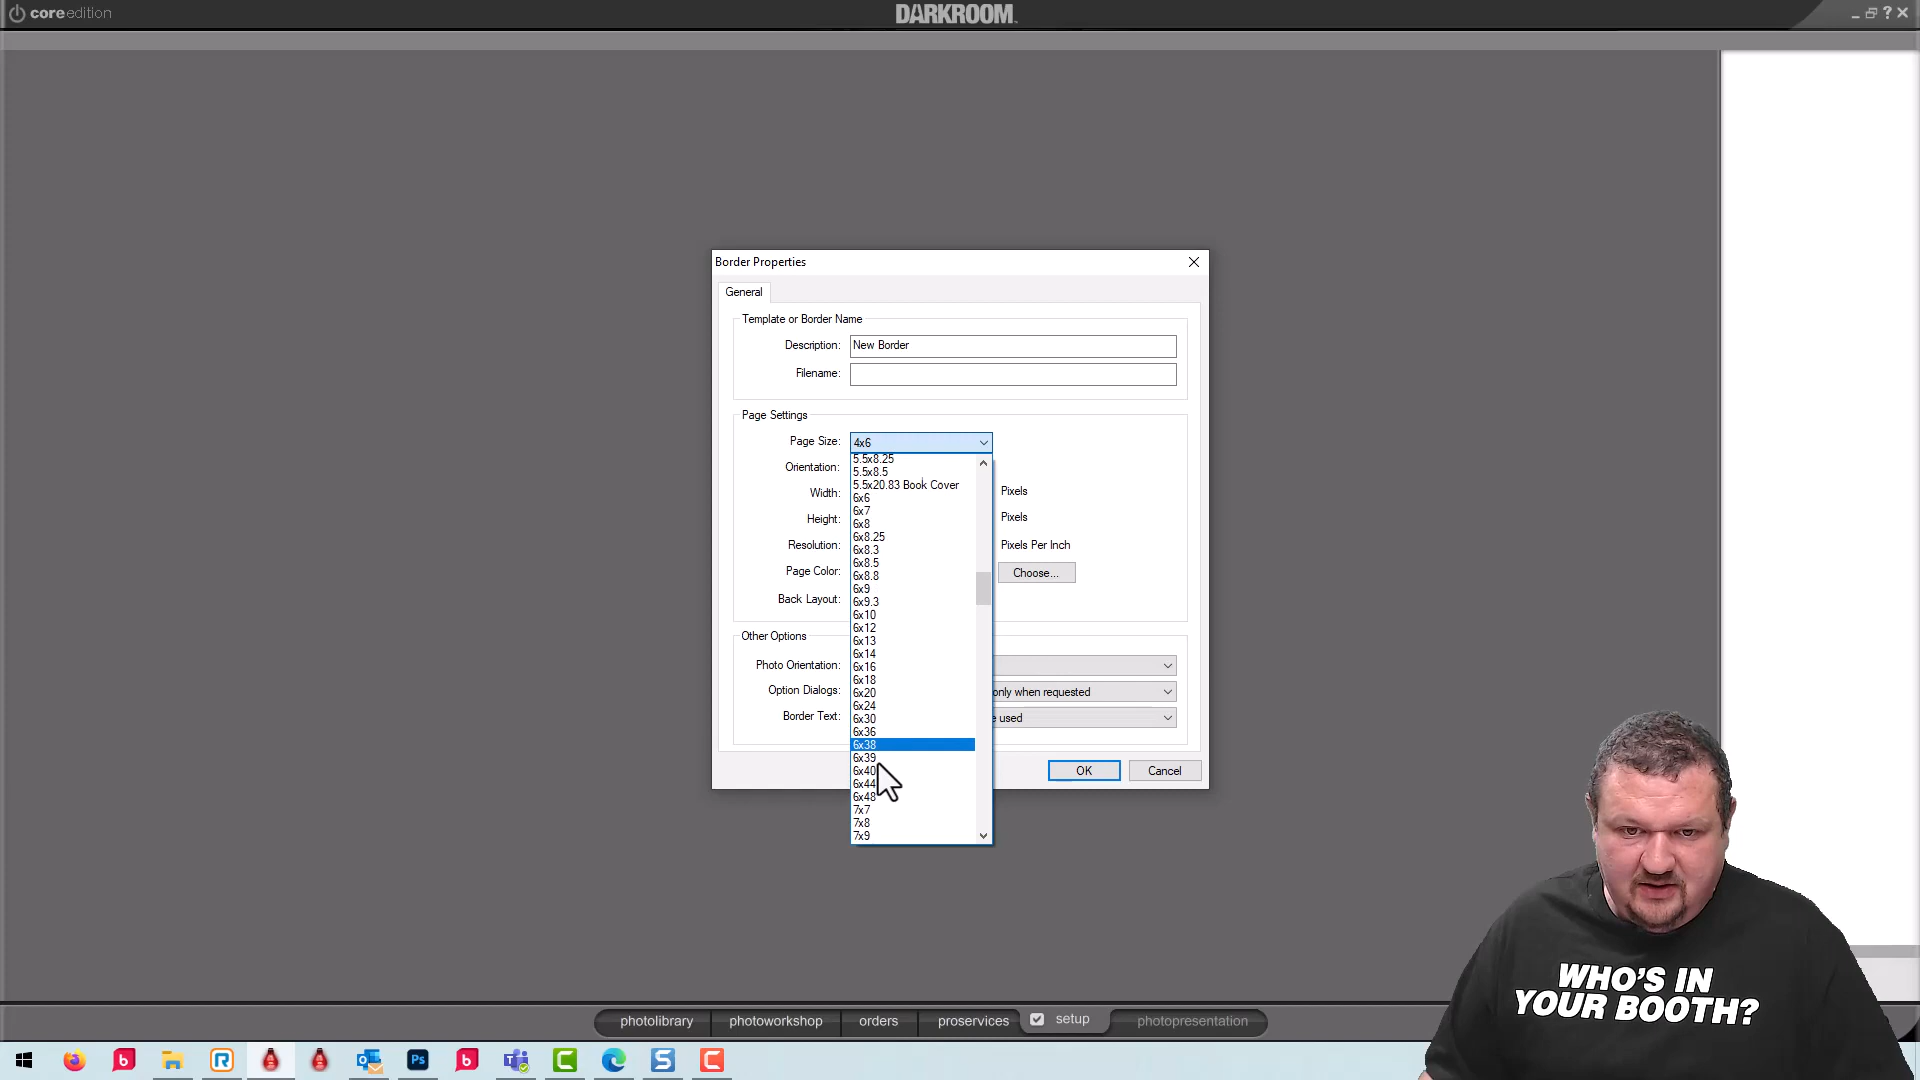 coreedition
DARKROOM
Border Properties
General
Template or Border Name
Description:
New Border
Filename:
Page Settings
Page Size:
4x6
5.5x8.25
5.5x8.5
5.5x20.83 Book Cover
6x6
6x7
6x8
6x8.25
6x8.3
6x8.5
6x8.8
6x9
6x9.3
6x10
6x12
6x13
6x14
6x16
6x18
6x20
6x24
6x30
6x36
6x38
6x39
6x40
6x44
6x48
7x7
7x8
7x9
Orientation:
Width:
Pixels
Height:
Pixels
Resolution:
Pixels Per Inch
Page Color:
Choose...
Back Layout:
Other Options
Photo Orientation:
Option Dialogs:
only when requested
Border Text:
e used
OK
Cancel
WHO'S IN
YOUR BOOTH?
photolibrary
photoworkshop
orders
proservices
setup
photopresentation
Ps